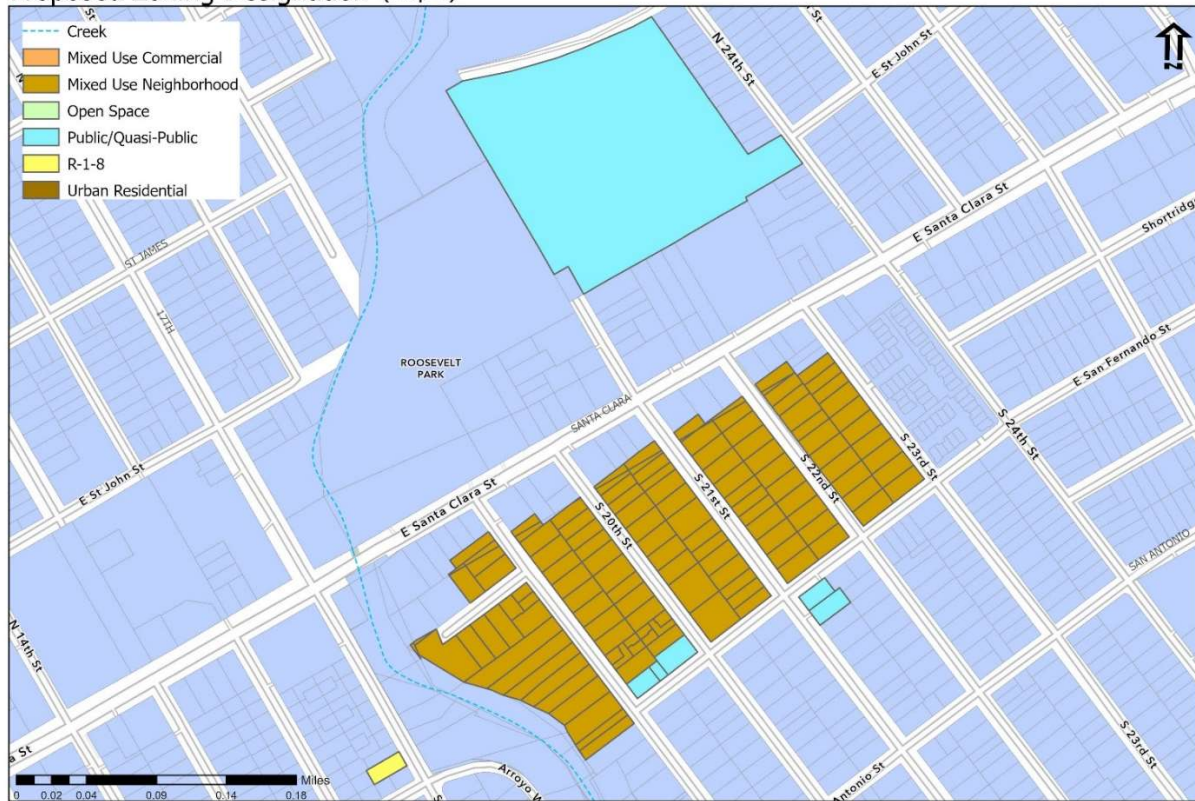 Creek
Mixed Use Commercial
Mixed Use Neighborhood
Open Space
Public/Quasi-Public
R-1-8
Urban Residential
N 24th St
E St John St
E Santa Clara St
Shortridg
ST JAMES
17TH
ROOSEVELT
PARK
E San Fernando St
SANTA CLARA
S 24th St
S 23rd St
S 22nd St
S 21st St
S 20th St
E St John St
E Santa Clara St
SAN ANTONIO
N 14th St
S 23rd St
a St
Arroyo W
S
Antonio St
Miles
0 0.02 0.04 0.09 0.14 0.18